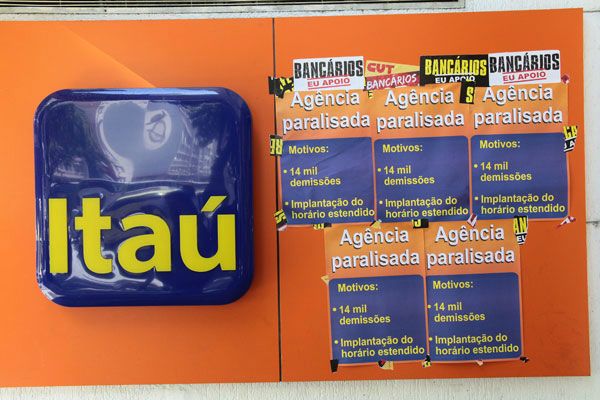 BANCÁRIOS
EU APOIO
CUT
BANCÁRIOS
BANCÁRIOS
EU APOIO
BANCÁRIOS
EU APOIO
Itaú
Agência
paralisada
Motivos:
• 14 mil
demissões
• Implantação do
horário estendido
Agência
paralisada
Motivos:
• 14 mil
demissões
• Implantação do
horário estendido
Agência
paralisada
Motivos:
• 14 mil
demissões
• Implantação do
horário estendido
Agência
paralisada
Motivos:
• 14 mil
demissões
• Implantação do
horário estendido
Agência
paralisada
Motivos:
• 14 mil
demissões
• Implantação do
horário estendido